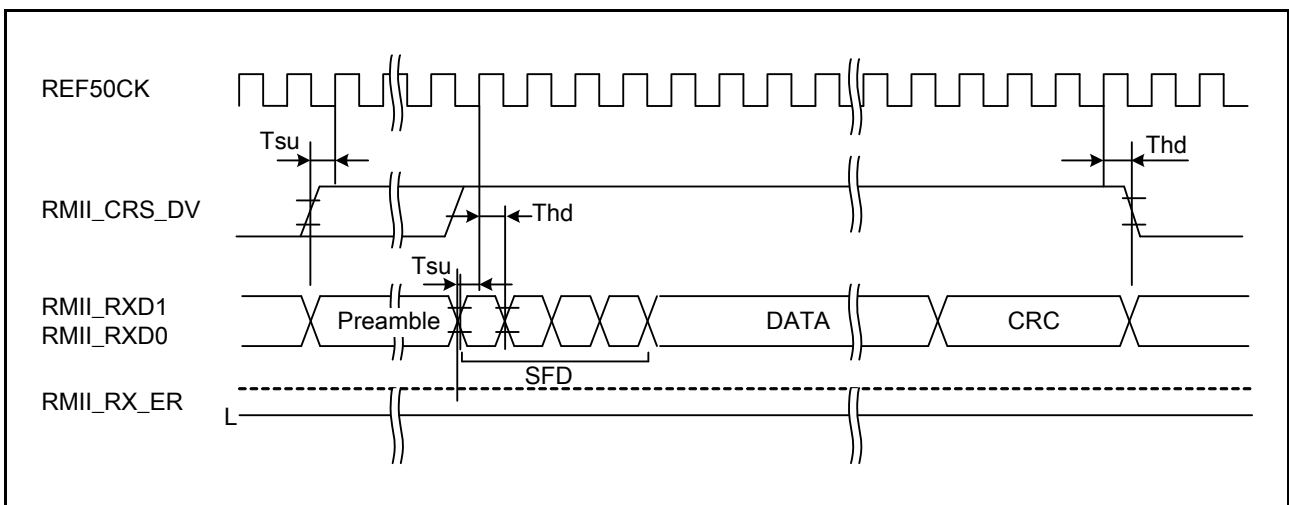 REF50CK
Tsu
Thd
RMII_CRS_DV
Thd
Tsu
RMII_RXD1
RMII_RXD0
Preamble
DATA
CRC
SFD
RMII_RX_ER
L